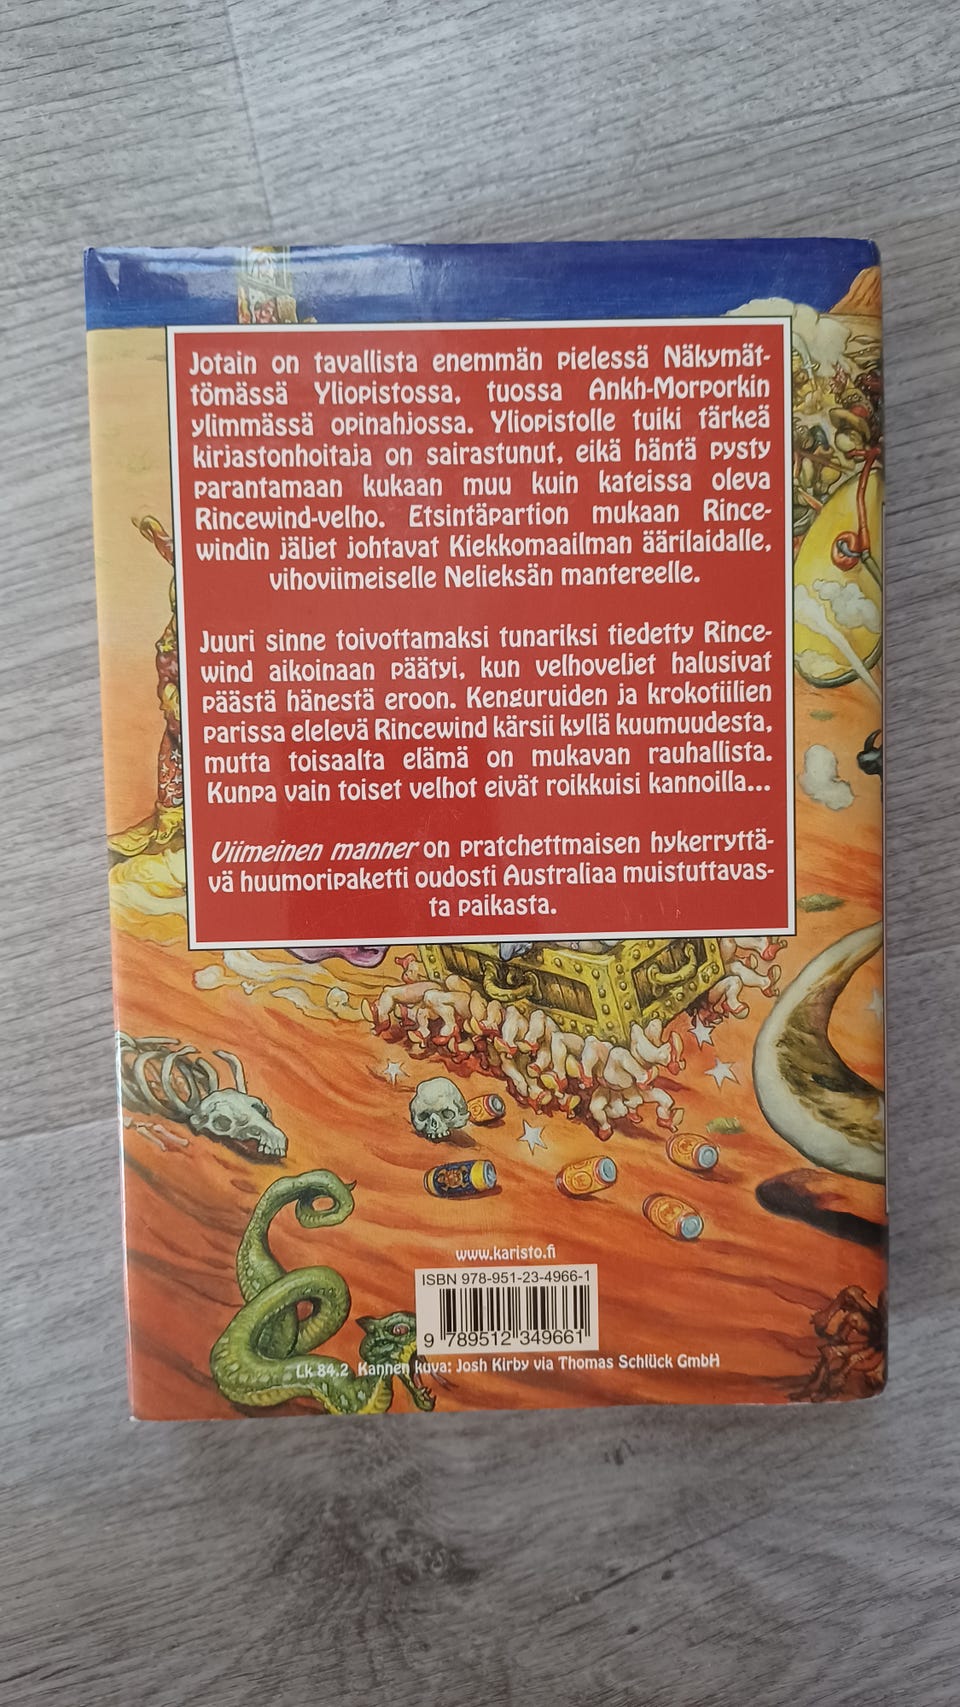 Jotain on tavallista enemmän pielessä Näkymät-
tömässä Yliopistossa, tuossa Ankh-Morporkin
ylimmässä opinahjossa. Yliopistolle tuiki tärkeä
kirjastonhoitaja on sairastunut, eikä häntä pysty
parantamaan kukaan muu kuin kateissa oleva
Rincewind-velho. Etsintäpartion mukaan Rince-
windin jäljet johtavat Kiekkomaailman äärilaidalle,
vihoviimeiselle Nelieksän mantereelle.
Juuri sinne toivottamaksi tunariksi tiedetty Rince-
wind aikoinaan päätyi, kun velhoveljet halusivat
päästä hänestä eroon. Kenguruiden ja krokotiilien
parissa elelevä Rincewind kärsii kyllä kuumuudesta,
mutta toisaalta elämä on mukavan rauhallista.
Kunpa vain toiset velhot eivät roikkuisi kannoilla...
Viimeinen manner on pratchettmaisen hykerryttä-
vä huumoripaketti oudosti Australiaa muistuttavas-
ta paikasta.
www.karisto.fi
ISBN 978-951-23-4966-1
9 789512 349661
Lk 84.2 Kannen kuva: Josh Kirby via Thomas Schlück GmbH